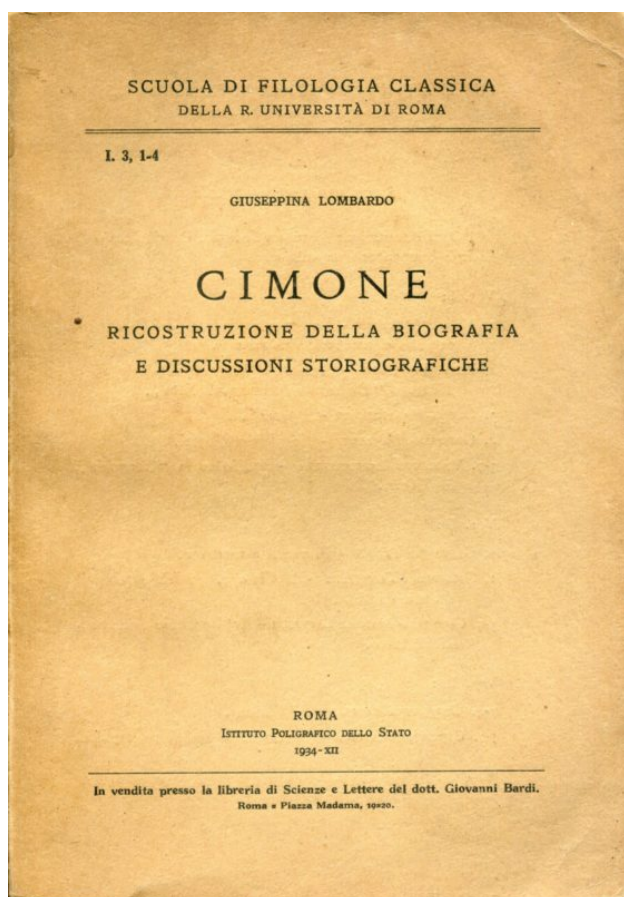 SCUOLA DI FILOLOGIA CLASSICA
DELLA R. UNIVERSITÀ DI ROMA
I. 3, 1-4
GIUSEPPINA LOMBARDO
CIMONE
RICOSTRUZIONE DELLA BIOGRAFIA
E DISCUSSIONI STORIOGRAFICHE
ROMA
ISTITUTO POLIGRAFICO DELLO STATO
1934-XII
In vendita presso la libreria di Scienze e Lettere del dott. Giovanni Bardi.
Roma • Piazza Madama, 19-20.